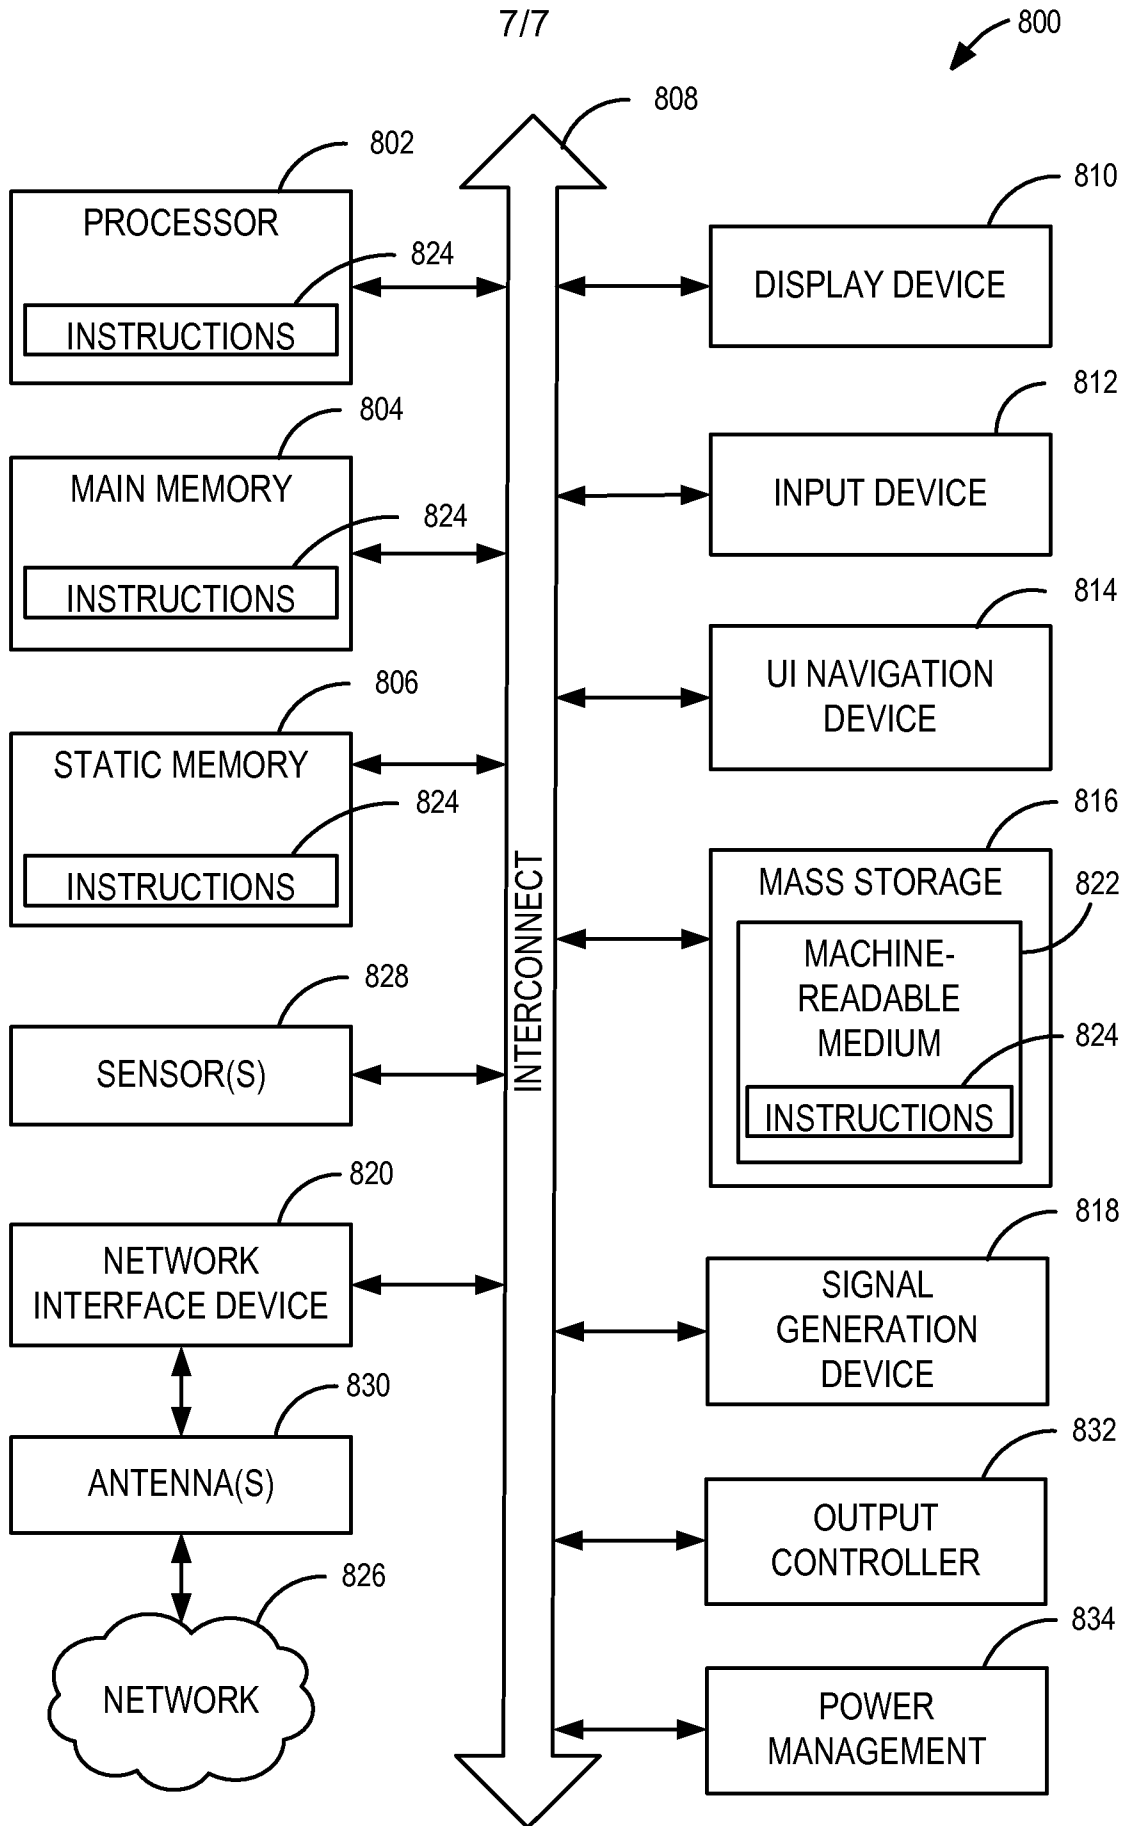 7/7
800
808
802
PROCESSOR
824
INSTRUCTIONS
804
MAIN MEMORY
824
INSTRUCTIONS
806
STATIC MEMORY
824
INSTRUCTIONS
828
SENSOR(S)
820
NETWORK
INTERFACE DEVICE
830
ANTENNA(S)
826
NETWORK
INTERCONNECT
810
DISPLAY DEVICE
812
INPUT DEVICE
814
UI NAVIGATION
DEVICE
816
MASS STORAGE
822
MACHINE-
READABLE
MEDIUM
824
INSTRUCTIONS
818
SIGNAL
GENERATION
DEVICE
832
OUTPUT
CONTROLLER
834
POWER
MANAGEMENT